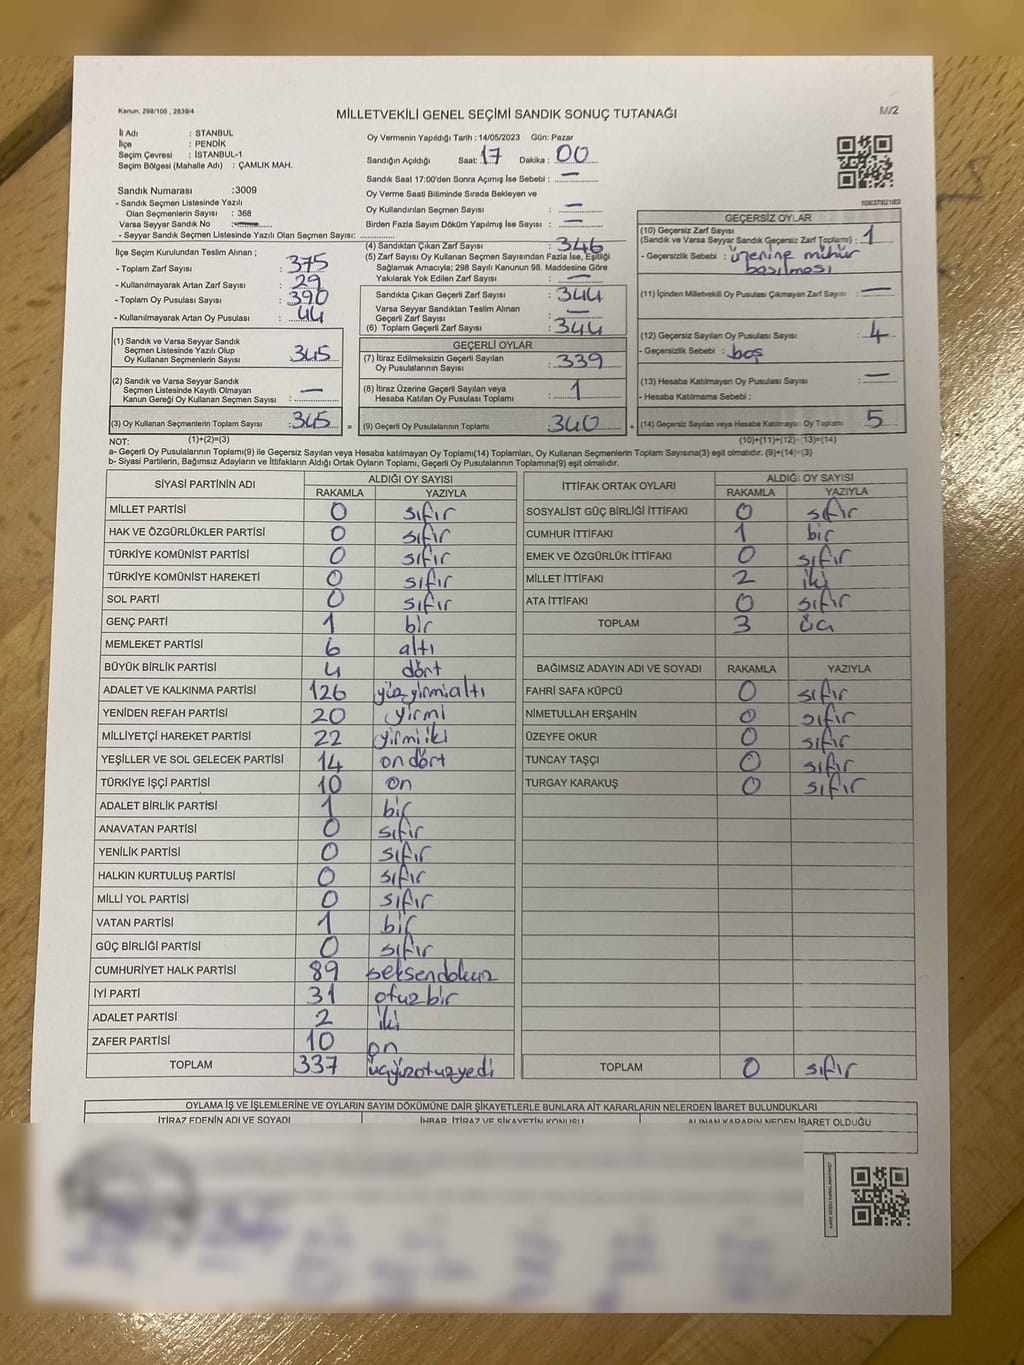 Kanun: 298/106 , 2839/4
MİLLETVEKİLİ GENEL SEÇİMİ SANDIK SONUÇ TUTANAĞI
M/2
İl Adı : STANBUL
İlçe : PENDİK
Seçim Çevresi : İSTANBUL-1
Seçim Bölgesi (Mahalle Adı) : ÇAMLIK MAH.
Sandık Numarası :3009
- Sandık Seçmen Listesinde Yazılı
Olan Seçmenlerin Sayısı : 368
Varsa Seyyar Sandık No : —
- Seyyar Sandık Seçmen Listesinde Yazılı Olan Seçmen Sayısı:
İlçe Seçim Kurulundan Teslim Alınan ;
- Toplam Zarf Sayısı : 375
- Kullanılmayarak Artan Zarf Sayısı : 29
- Toplam Oy Pusulası Sayısı : 390
- Kullanılmayarak Artan Oy Pusulası : 44
(1) Sandık ve Varsa Seyyar Sandık
Seçmen Listesinde Yazılı Olup
Oy Kullanan Seçmenlerin Sayısı : 345
(2) Sandık ve Varsa Seyyar Sandık
Seçmen Listesinde Kayıtlı Olmayan
Kanun Gereği Oy Kullanan Seçmen Sayısı : —
(3) Oy Kullanan Seçmenlerin Toplam Sayısı : 345 =
Oy Vermenin Yapıldığı Tarih : 14/05/2023 Gün: Pazar
Sandığın Açıldığı Saat: 17 Dakika : 00
Sandık Saat 17:00'den Sonra Açımış İse Sebebi : —
Oy Verme Saati Bitiminde Sırada Bekleyen ve
Oy Kullandırılan Seçmen Sayısı : —
Birden Fazla Sayım Döküm Yapılmış İse Sayısı : —
(4) Sandıktan Çıkan Zarf Sayısı : 346
(5) Zarf Sayısı Oy Kullanan Seçmen Sayısından Fazla İse, Eşitliği
Sağlamak Amacıyla; 298 Sayılı Kanunun 98. Maddesine Göre
Yakılarak Yok Edilen Zarf Sayısı : —
Sandıkta Çıkan Geçerli Zarf Sayısı : 344
Varsa Seyyar Sandıktan Teslim Alınan
Geçerli Zarf Sayısı : —
(6) Toplam Geçerli Zarf Sayısı : 344
GEÇERLİ OYLAR
(7) İtiraz Edilmeksizin Geçerli Sayılan
Oy Pusulalarının Sayısı : 339
(8) İtiraz Üzerine Geçerli Sayılan veya
Hesaba Katılan Oy Pusulası Toplamı : 1
(9) Geçerli Oy Pusulalarının Toplamı : 340 +
1083782183
GEÇERSİZ OYLAR
(10) Geçersiz Zarf Sayısı
(Sandık ve Varsa Seyyar Sandık Geçersiz Zarf Toplamı) : 1
- Geçersizlik Sebebi : üzerine mühür
basılması
(11) İçinden Milletvekili Oy Pusulası Çıkmayan Zarf Sayısı : —
(12) Geçersiz Sayılan Oy Pusulası Sayısı : 4
- Geçersizlik Sebebi : boş
(13) Hesaba Katılmayan Oy Pusulası Sayısı : —
- Hesaba Katılmama Sebebi :
(14) Geçersiz Sayılan veya Hesaba Katılmayan Oy Toplamı : 5
NOT: (1)+(2)=(3) (10)+(11)+(12)+(13)=(14)
a- Geçerli Oy Pusulalarının Toplamı(9) ile Geçersiz Sayılan veya Hesaba katılmayan Oy Toplamı(14) Toplamları, Oy Kullanan Seçmenlerin Toplam Sayısına(3) eşit olmalıdır. (9)+(14)=(3)
b- Siyasi Partilerin, Bağımsız Adayların ve İttifakların Aldığı Ortak Oyların Toplamı, Geçerli Oy Pusulalarının Toplamına(9) eşit olmalıdır.
SİYASİ PARTİNİN ADI ALDIĞI OY SAYISI
RAKAMLA YAZIYLA
MİLLET PARTİSİ 0 sıfır
HAK VE ÖZGÜRLÜKLER PARTİSİ 0 sıfır
TÜRKİYE KOMÜNİST PARTİSİ 0 sıfır
TÜRKİYE KOMÜNİST HAREKETİ 0 sıfır
SOL PARTİ 0 sıfır
GENÇ PARTİ 1 bir
MEMLEKET PARTİSİ 6 altı
BÜYÜK BİRLİK PARTİSİ 4 dört
ADALET VE KALKINMA PARTİSİ 126 yüzyirmialtı
YENİDEN REFAH PARTİSİ 20 yirmi
MİLLİYETÇİ HAREKET PARTİSİ 22 yirmiiki
YEŞİLLER VE SOL GELECEK PARTİSİ 14 ondört
TÜRKİYE İŞÇİ PARTİSİ 10 on
ADALET BİRLİK PARTİSİ 1 bir
ANAVATAN PARTİSİ 0 sıfır
YENİLİK PARTİSİ 0 sıfır
HALKIN KURTULUŞ PARTİSİ 0 sıfır
MİLLİ YOL PARTİSİ 0 sıfır
VATAN PARTİSİ 1 bir
GÜÇ BİRLİĞİ PARTİSİ 0 sıfır
CUMHURİYET HALK PARTİSİ 89 seksendokuz
İYİ PARTİ 31 otuzbir
ADALET PARTİSİ 2 iki
ZAFER PARTİSİ 10 on
TOPLAM 337 üçyüzotuzyedi
İTTİFAK ORTAK OYLARI ALDIĞI OY SAYISI
RAKAMLA YAZIYLA
SOSYALİST GÜÇ BİRLİĞİ İTTİFAKI 0 sıfır
CUMHUR İTTİFAKI 1 bir
EMEK VE ÖZGÜRLÜK İTTİFAKI 0 sıfır
MİLLET İTTİFAKI 2 iki
ATA İTTİFAKI 0 sıfır
TOPLAM 3 üç
BAĞIMSIZ ADAYIN ADI VE SOYADI RAKAMLA YAZIYLA
FAHRİ SAFA KÜPCÜ 0 sıfır
NİMETULLAH ERŞAHİN 0 sıfır
ÜZEYFE OKUR 0 sıfır
TUNCAY TAŞÇI 0 sıfır
TURGAY KARAKUŞ 0 sıfır
TOPLAM 0 sıfır
OYLAMA İŞ VE İŞLEMLERİNE VE OYLARIN SAYIM DÖKÜMÜNE DAİR ŞİKAYETLERLE BUNLARA AİT KARARLARIN NELERDEN İBARET BULUNDUKLARI
İTİRAZ EDENİN ADI VE SOYADI İHBAR, İTİRAZ VE ŞİKAYETİN KONUSU ALINAN KARARIN NEDEN İBARET OLDUĞU